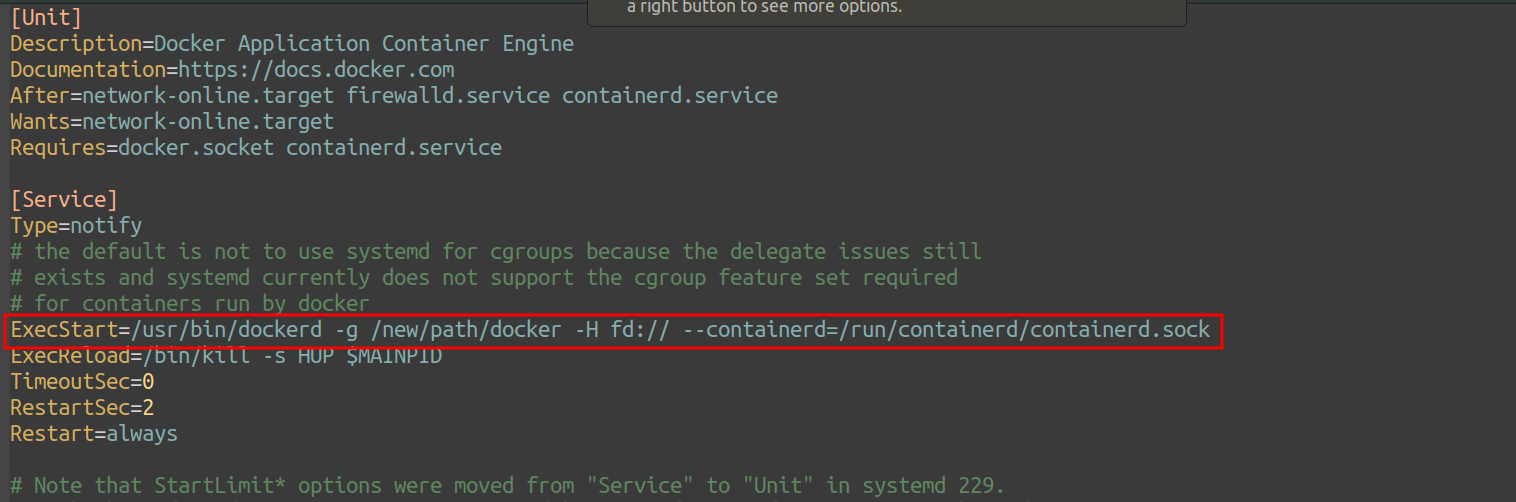 a right button to see more options.
[Unit]
Description=Docker Application Container Engine
Documentation=https://docs.docker.com
After=network-online.target firewalld.service containerd.service
Wants=network-online.target
Requires=docker.socket containerd.service
[Service]
Type=notify
# the default is not to use systemd for cgroups because the delegate issues still
# exists and systemd currently does not support the cgroup feature set required
# for containers run by docker
ExecStart=/usr/bin/dockerd -g /new/path/docker -H fd:// --containerd=/run/containerd/containerd.sock
ExecReload=/bin/kill -s HUP $MAINPID
TimeoutSec=0
RestartSec=2
Restart=always
# Note that StartLimit* options were moved from "Service" to "Unit" in systemd 229.